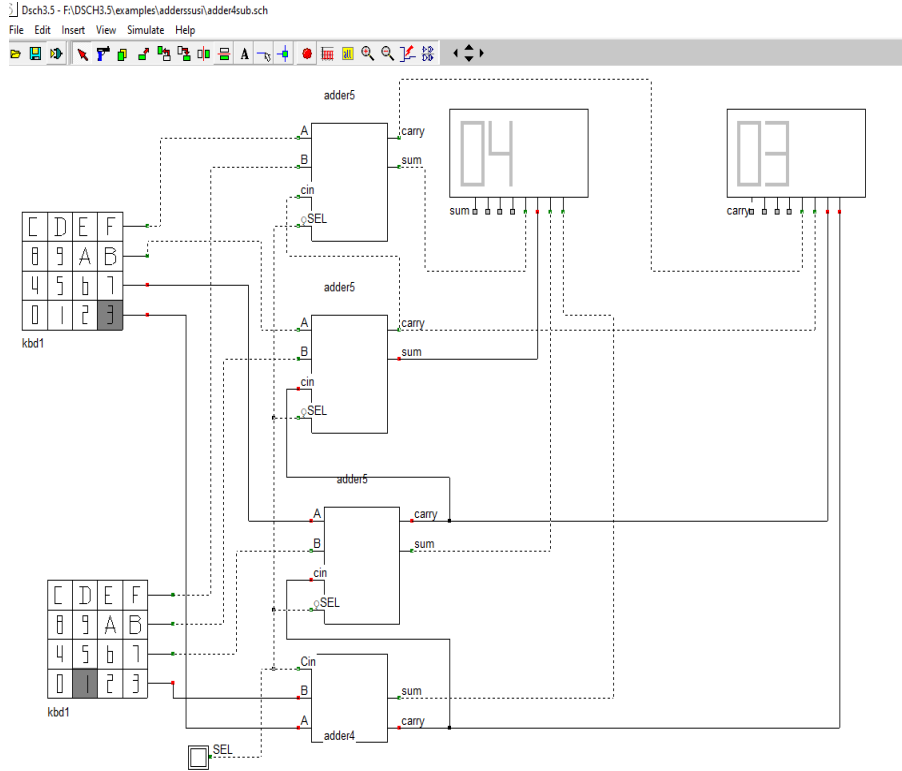 Dsch3.5 - F:\DSCH3.5\examples\adderssusi\adder4sub.sch
File Edit Insert View Simulate Help
adder5
A carry
B sum
cin
SEL
04
sum
03
carry
C D E F
8 9 A B
4 5 6 7
0 1 2 3
kbd1
adder5
A carry
B sum
cin
SEL
adder5
A carry
B sum
cin
SEL
C D E F
8 9 A B
4 5 6 7
0 1 2 3
kbd1
Cin
B sum
A carry
adder4
SEL